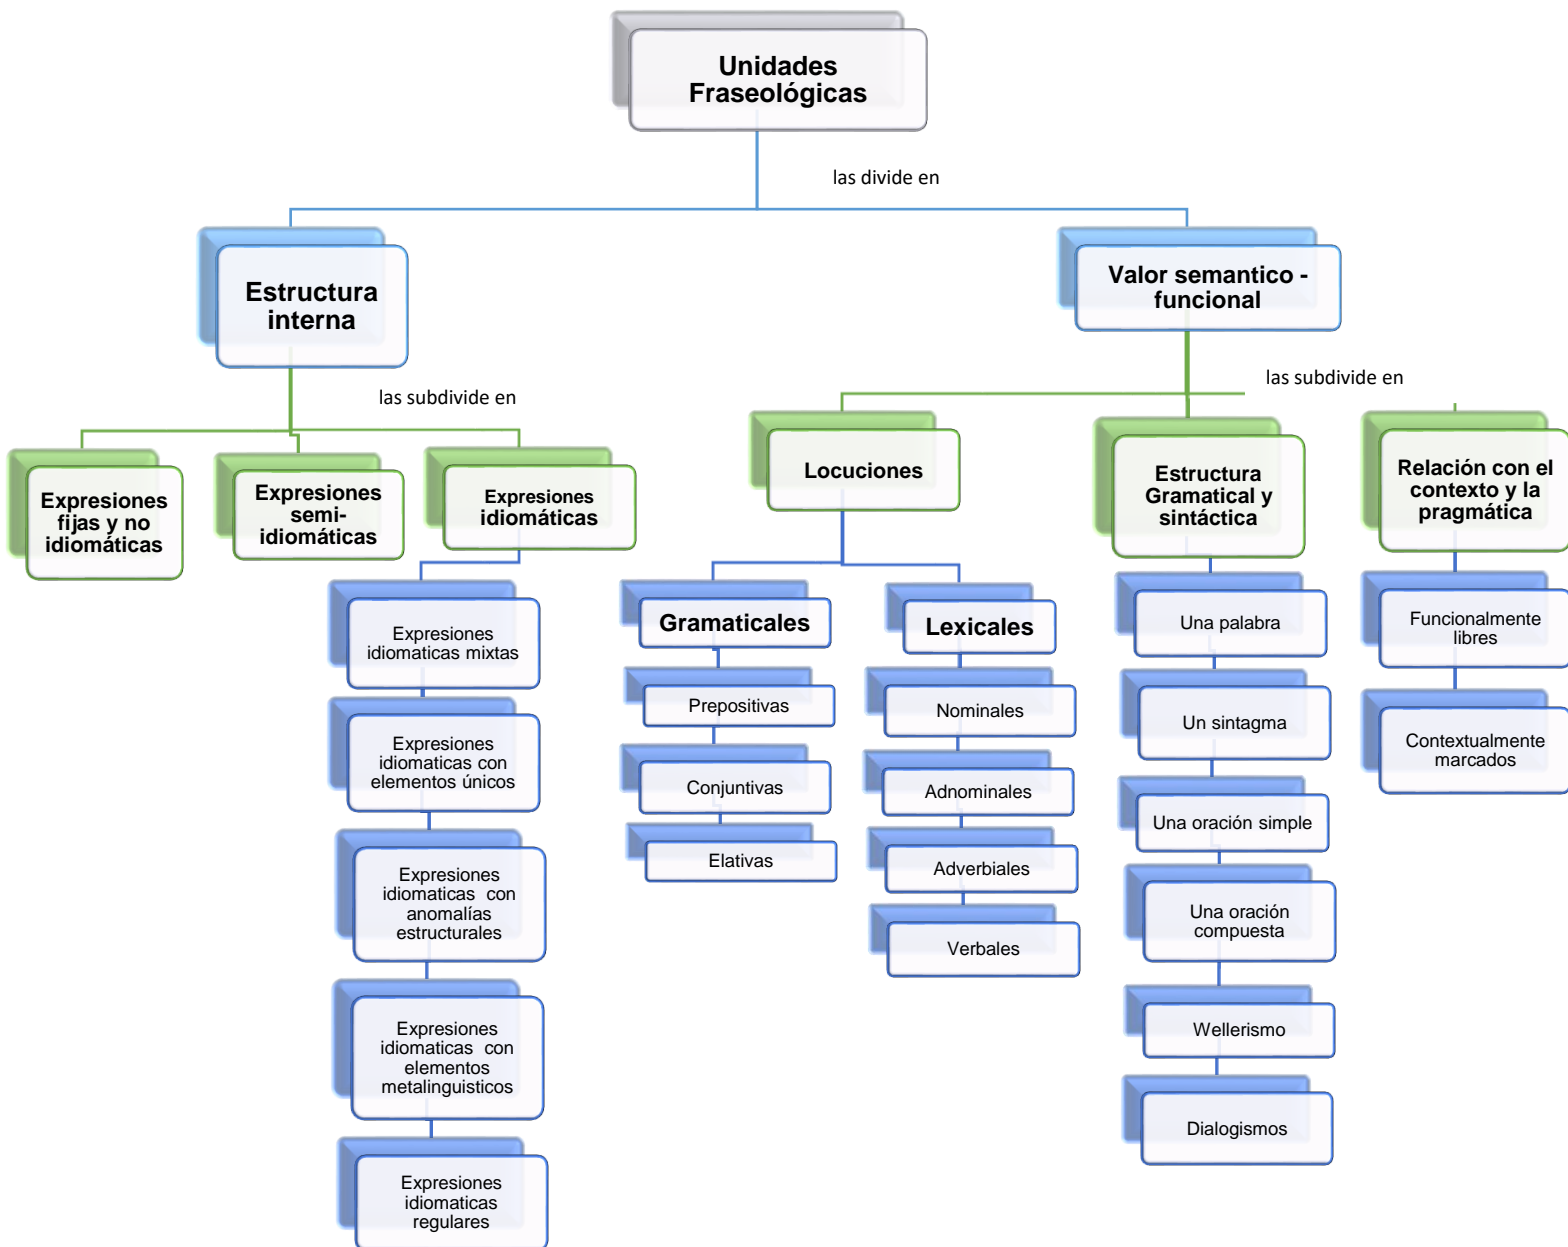 Unidades
Fraseológicas
las divide en
Estructura
interna
Valor semantico -
funcional
las subdivide en
las subdivide en
Expresiones
fijas y no
idiomáticas
Expresiones
semi-
idiomáticas
Expresiones
idiomáticas
Locuciones
Estructura
Gramatical y
sintáctica
Relación con el
contexto y la
pragmática
Expresiones
idiomaticas mixtas
Expresiones
idiomaticas con
elementos únicos
Expresiones
idiomaticas con
anomalías
estructurales
Expresiones
idiomaticas con
elementos
metalinguisticos
Expresiones
idiomaticas
regulares
Gramaticales
Prepositivas
Conjuntivas
Elativas
Lexicales
Nominales
Adnominales
Adverbiales
Verbales
Una palabra
Un sintagma
Una oración simple
Una oración
compuesta
Wellerismo
Dialogismos
Funcionalmente
libres
Contextualmente
marcados